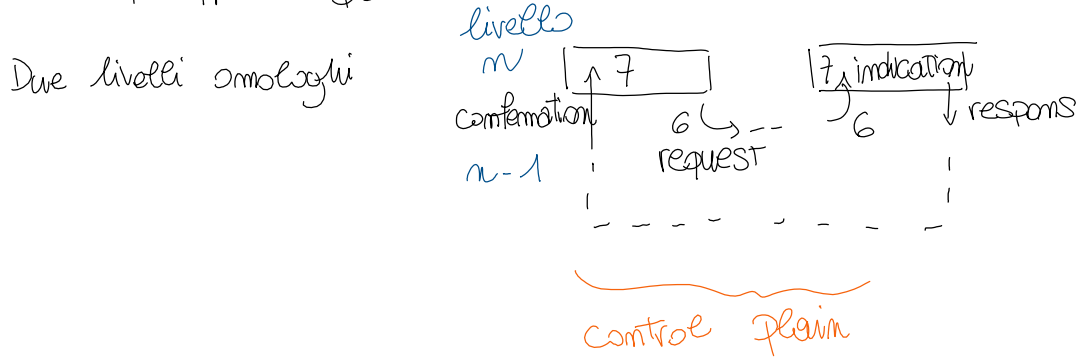 livello
Due livelli omologhi
n 7 7 indication
confermation 6 -- 6 respons
request
n-1
control plain